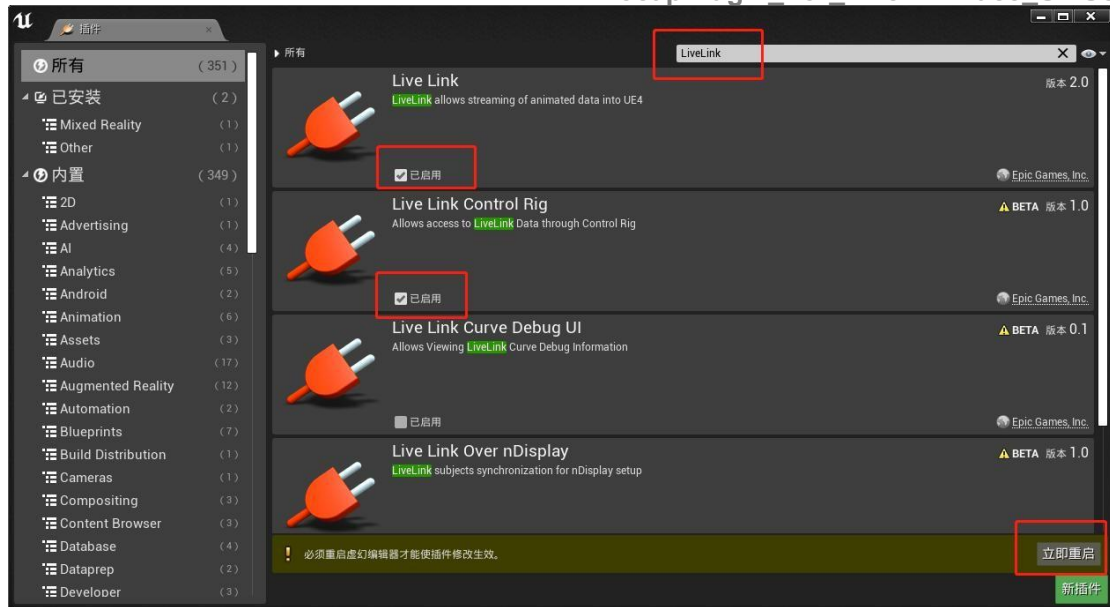 插件
所有 (351)
已安装 (2)
Mixed Reality (1)
Other (1)
内置 (349)
2D (1)
Advertising (1)
AI (4)
Analytics (5)
Android (2)
Animation (6)
Assets (3)
Audio (17)
Augmented Reality (12)
Automation (2)
Blueprints (7)
Build Distribution (1)
Cameras (1)
Compositing (3)
Content Browser (3)
Database (4)
Dataprep (2)
Developer (3)
所有
LiveLink
Live Link
版本 2.0
LiveLink allows streaming of animated data into UE4
已启用
Epic Games, Inc.
Live Link Control Rig
BETA 版本 1.0
Allows access to LiveLink Data through Control Rig
已启用
Epic Games, Inc.
Live Link Curve Debug UI
BETA 版本 0.1
Allows Viewing LiveLink Curve Debug Information
已启用
Epic Games, Inc.
Live Link Over nDisplay
BETA 版本 1.0
LiveLink subjects synchronization for nDisplay setup
必须重启虚幻编辑器才能使插件修改生效。
立即重启
新插件